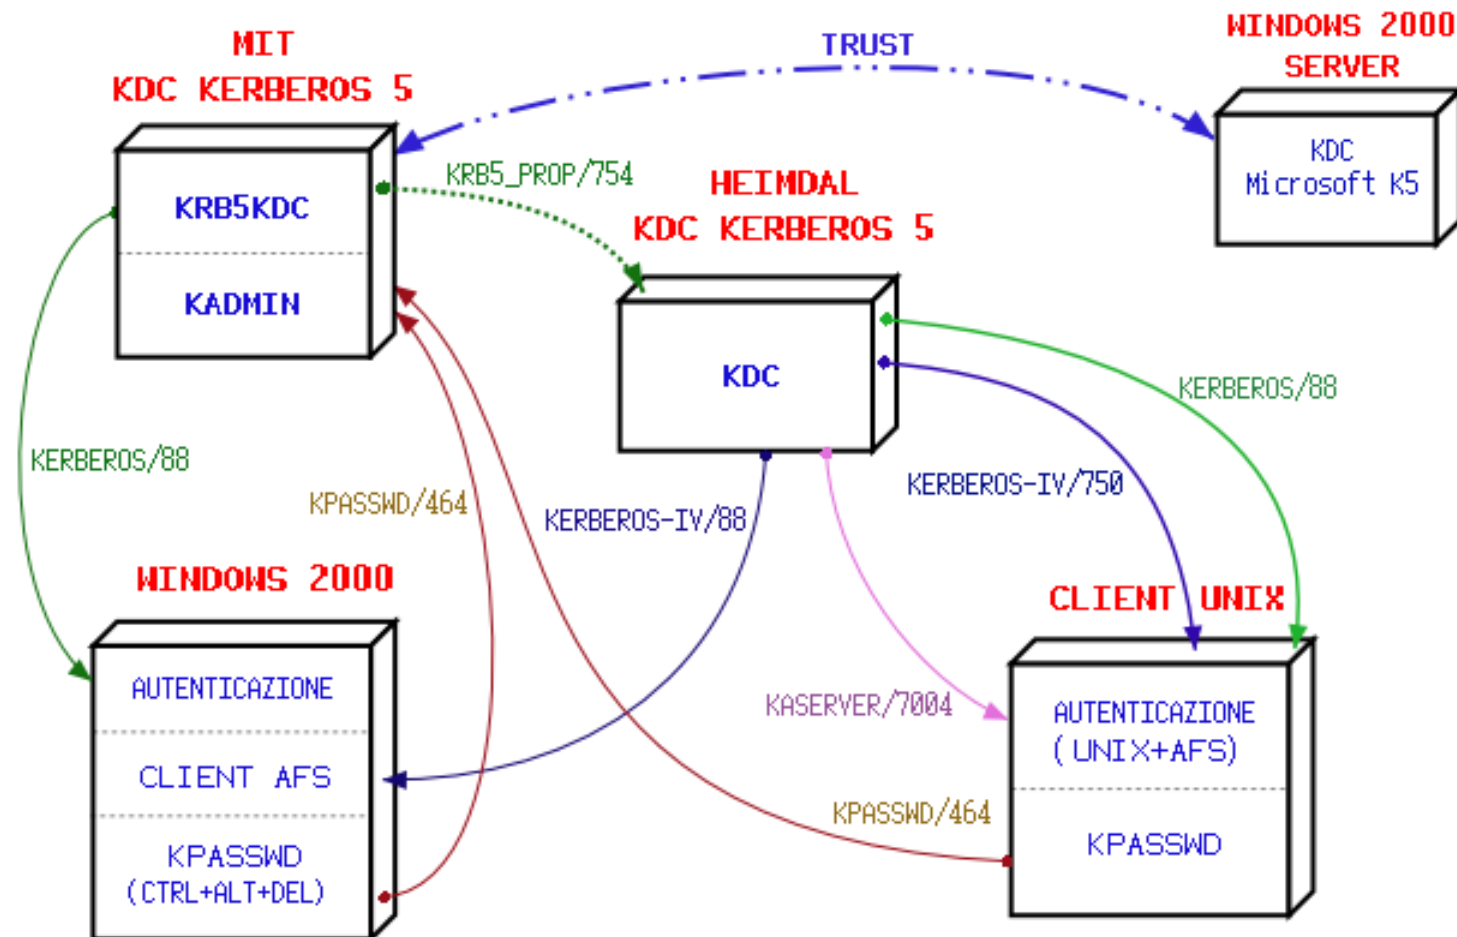 MIT
KDC KERBEROS 5
TRUST
WINDOWS 2000
SERVER
KDC
Microsoft K5
KRB5_PROP/754
HEIMDAL
KDC KERBEROS 5
KRB5KDC
KADMIN
KDC
KERBEROS/88
KERBEROS/88
KPASSWD/464
KERBEROS-IV/88
KERBEROS-IV/750
WINDOWS 2000
CLIENT UNIX
AUTENTICAZIONE
CLIENT AFS
KPASSWD
(CTRL+ALT+DEL)
KASERVER/7004
KPASSWD/464
AUTENTICAZIONE
(UNIX+AFS)
KPASSWD